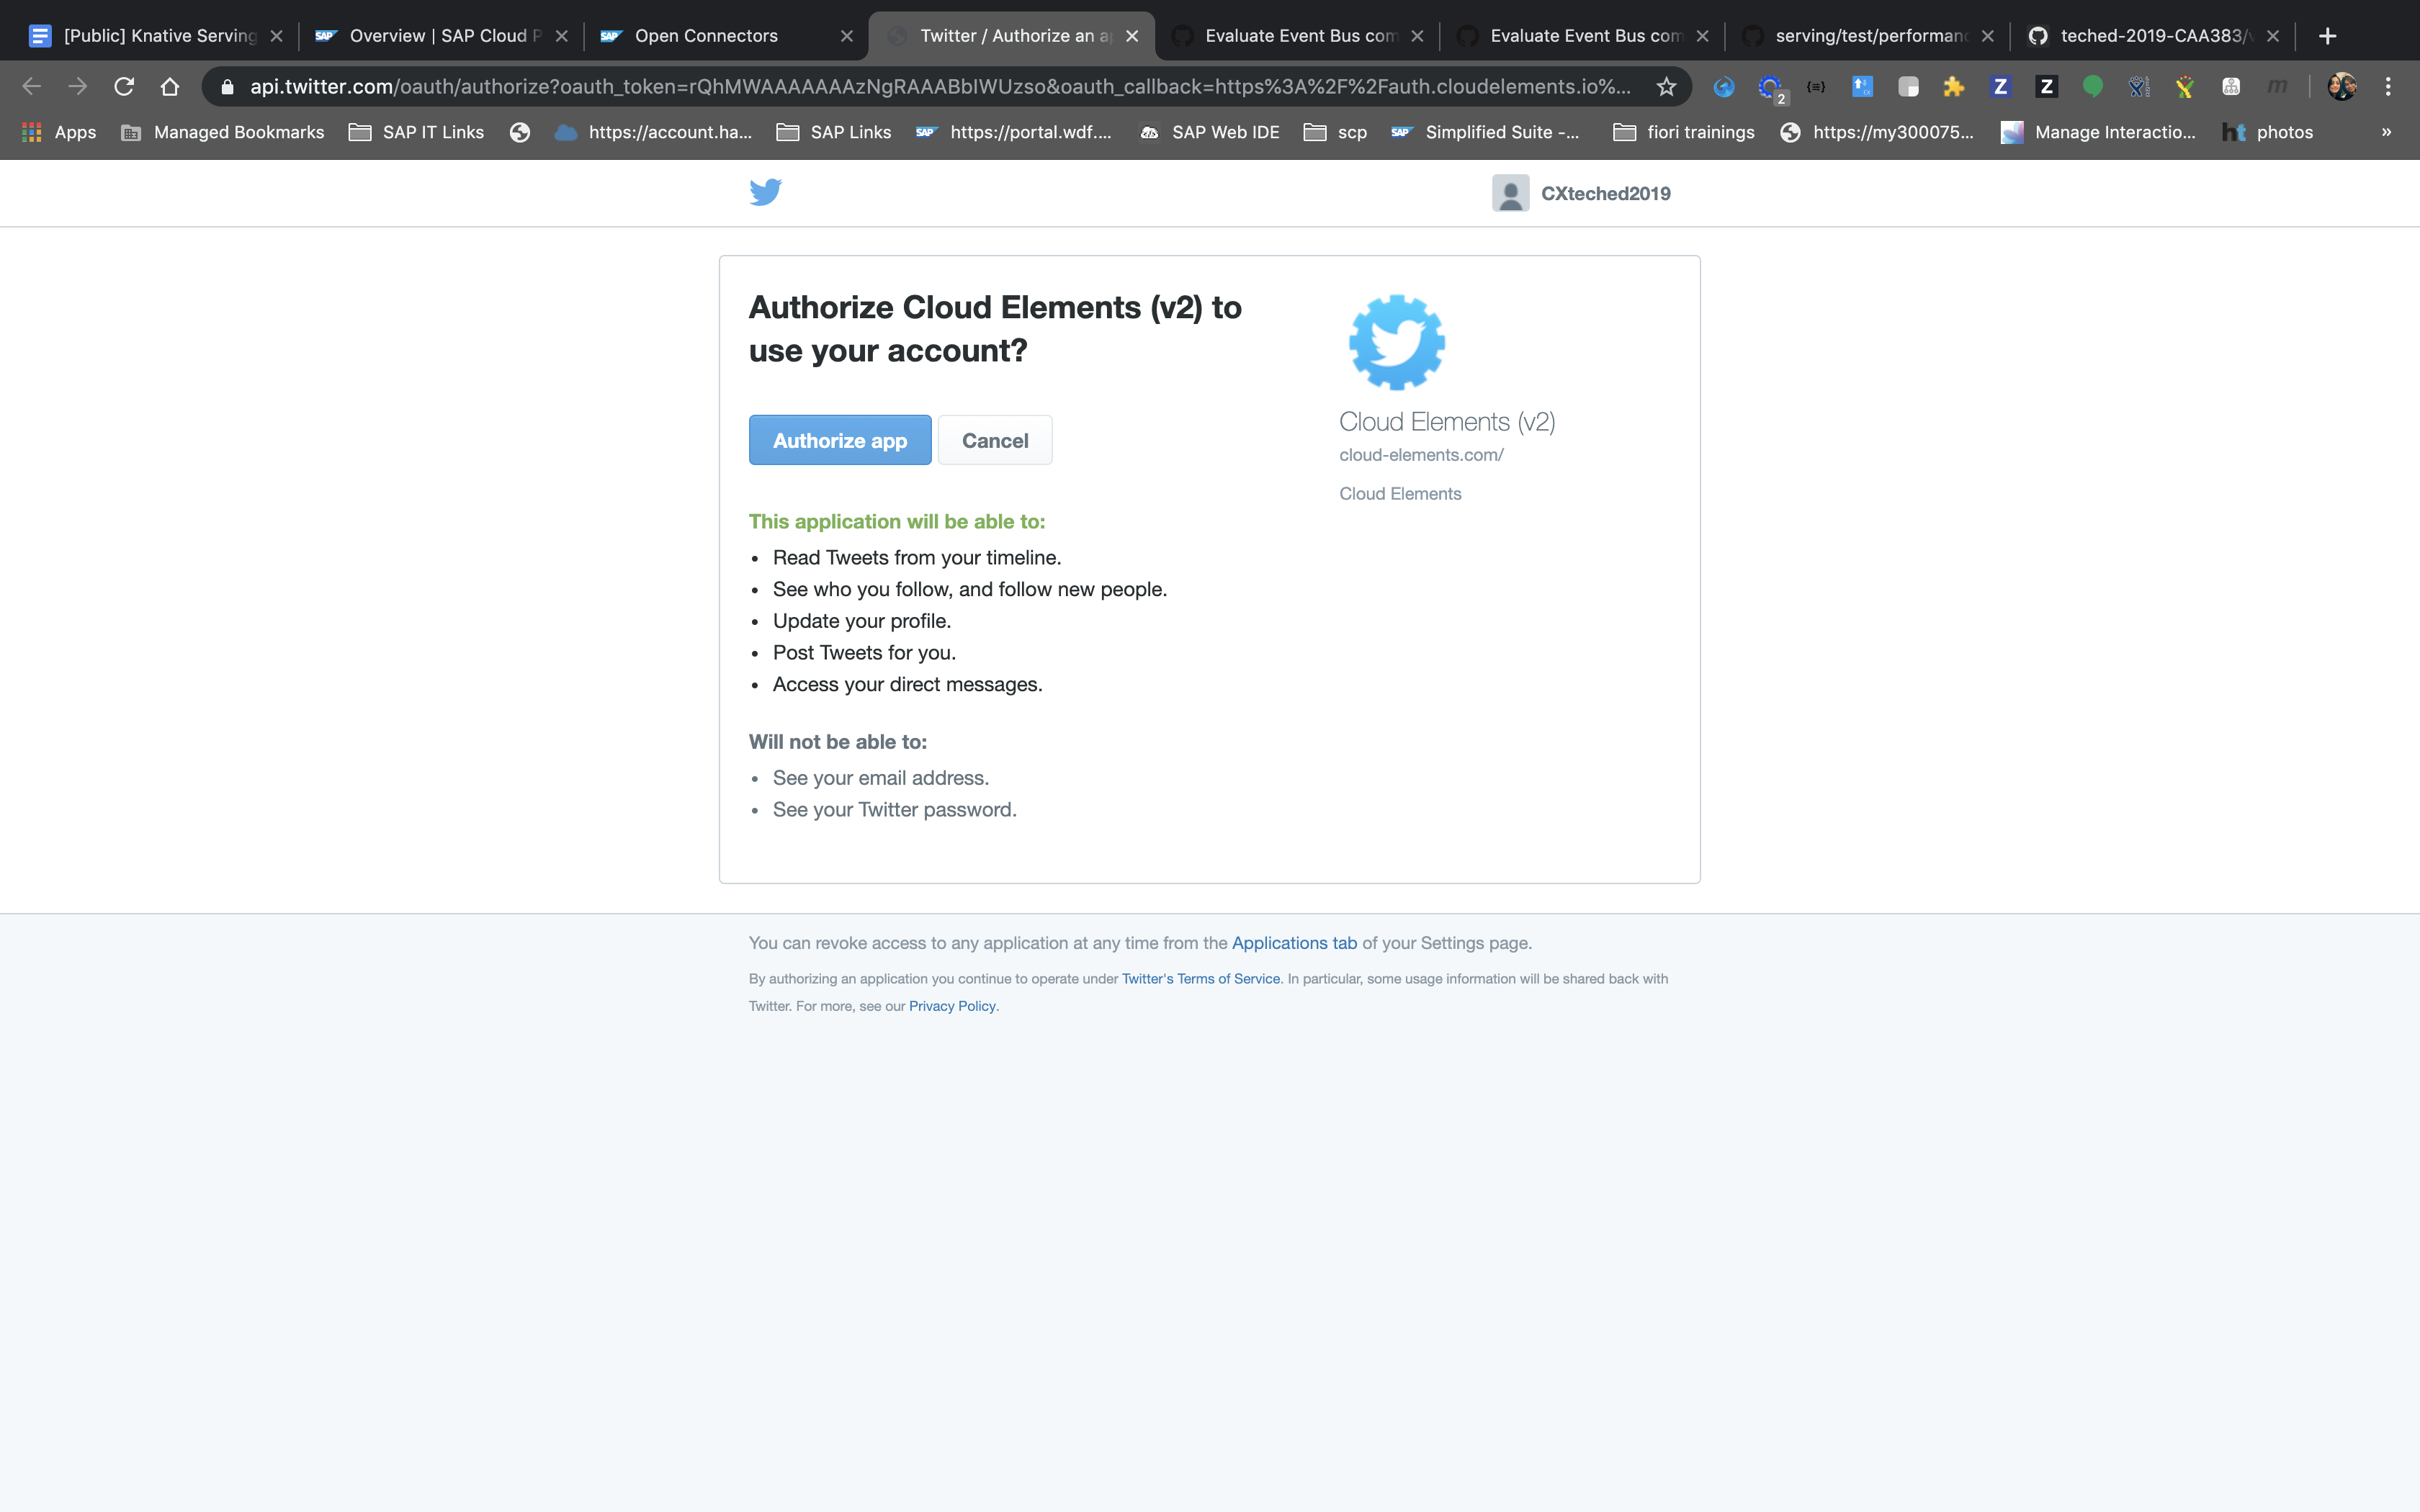 [Public] Knative Serving
SAP Overview | SAP Cloud P
SAP Open Connectors
Twitter / Authorize an a
Evaluate Event Bus com
Evaluate Event Bus com
serving/test/performanc
teched-2019-CAA383/
api.twitter.com/oauth/authorize?oauth_token=rQhMWAAAAAAAzNgRAAABbIWUzso&oauth_callback=https%3A%2F%2Fauth.cloudelements.io%...
2
Z
Z
m
Apps
Managed Bookmarks
SAP IT Links
https://account.ha...
SAP Links
SAP https://portal.wdf....
SAP Web IDE
scp
SAP Simplified Suite -...
fiori trainings
https://my300075...
Manage Interactio...
ht photos
»
CXteched2019
Authorize Cloud Elements (v2) to
use your account?
Authorize app
Cancel
Cloud Elements (v2)
cloud-elements.com/
Cloud Elements
This application will be able to:
• Read Tweets from your timeline.
• See who you follow, and follow new people.
• Update your profile.
• Post Tweets for you.
• Access your direct messages.
Will not be able to:
• See your email address.
• See your Twitter password.
You can revoke access to any application at any time from the Applications tab of your Settings page.
By authorizing an application you continue to operate under Twitter's Terms of Service. In particular, some usage information will be shared back with
Twitter. For more, see our Privacy Policy.